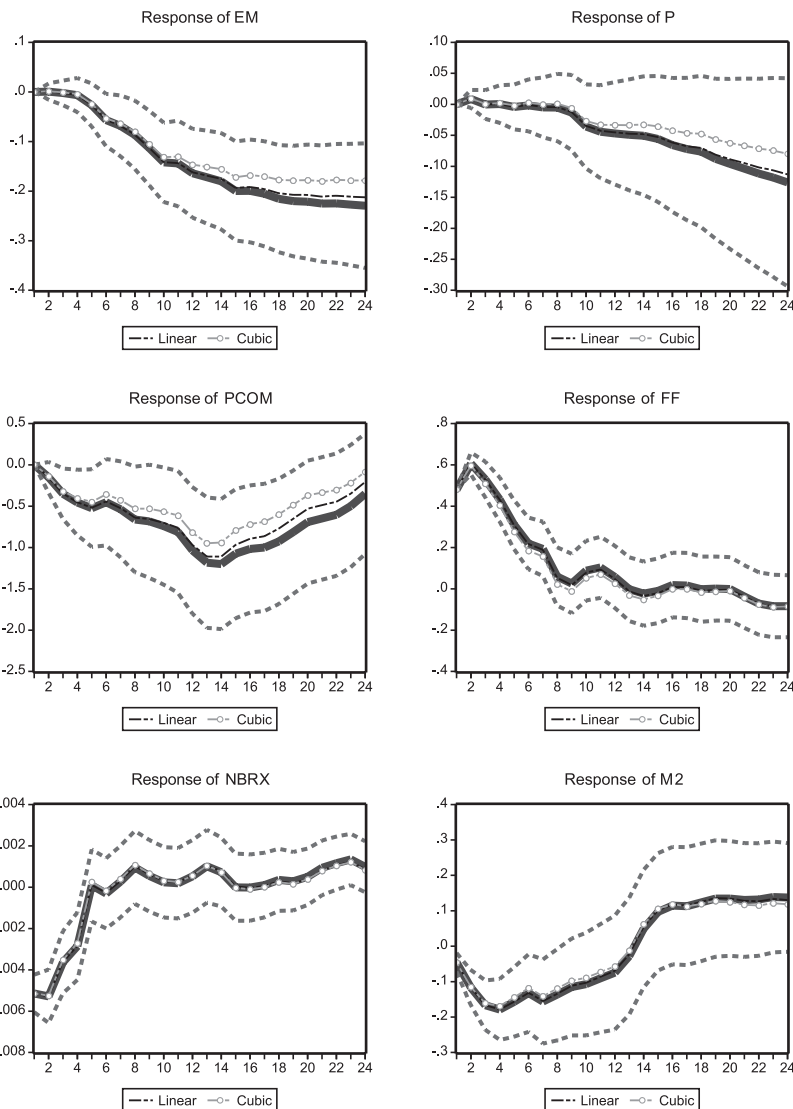 Response of EM
.1
.0
-.1
-.2
-.3
-.4
2 4 6 8 10 12 14 16 18 20 22 24
Linear Cubic
Response of P
.10
.05
.00
-.05
-.10
-.15
-.20
-.25
-.30
2 4 6 8 10 12 14 16 18 20 22 24
Linear Cubic
Response of PCOM
0.5
0.0
-0.5
-1.0
-1.5
-2.0
-2.5
2 4 6 8 10 12 14 16 18 20 22 24
Linear Cubic
Response of FF
.8
.6
.4
.2
.0
-.2
-.4
2 4 6 8 10 12 14 16 18 20 22 24
Linear Cubic
Response of NBRX
.004
.002
.000
.002
.004
.006
.008
2 4 6 8 10 12 14 16 18 20 22 24
Linear Cubic
Response of M2
.4
.3
.2
.1
.0
-.1
-.2
-.3
2 4 6 8 10 12 14 16 18 20 22 24
Linear Cubic